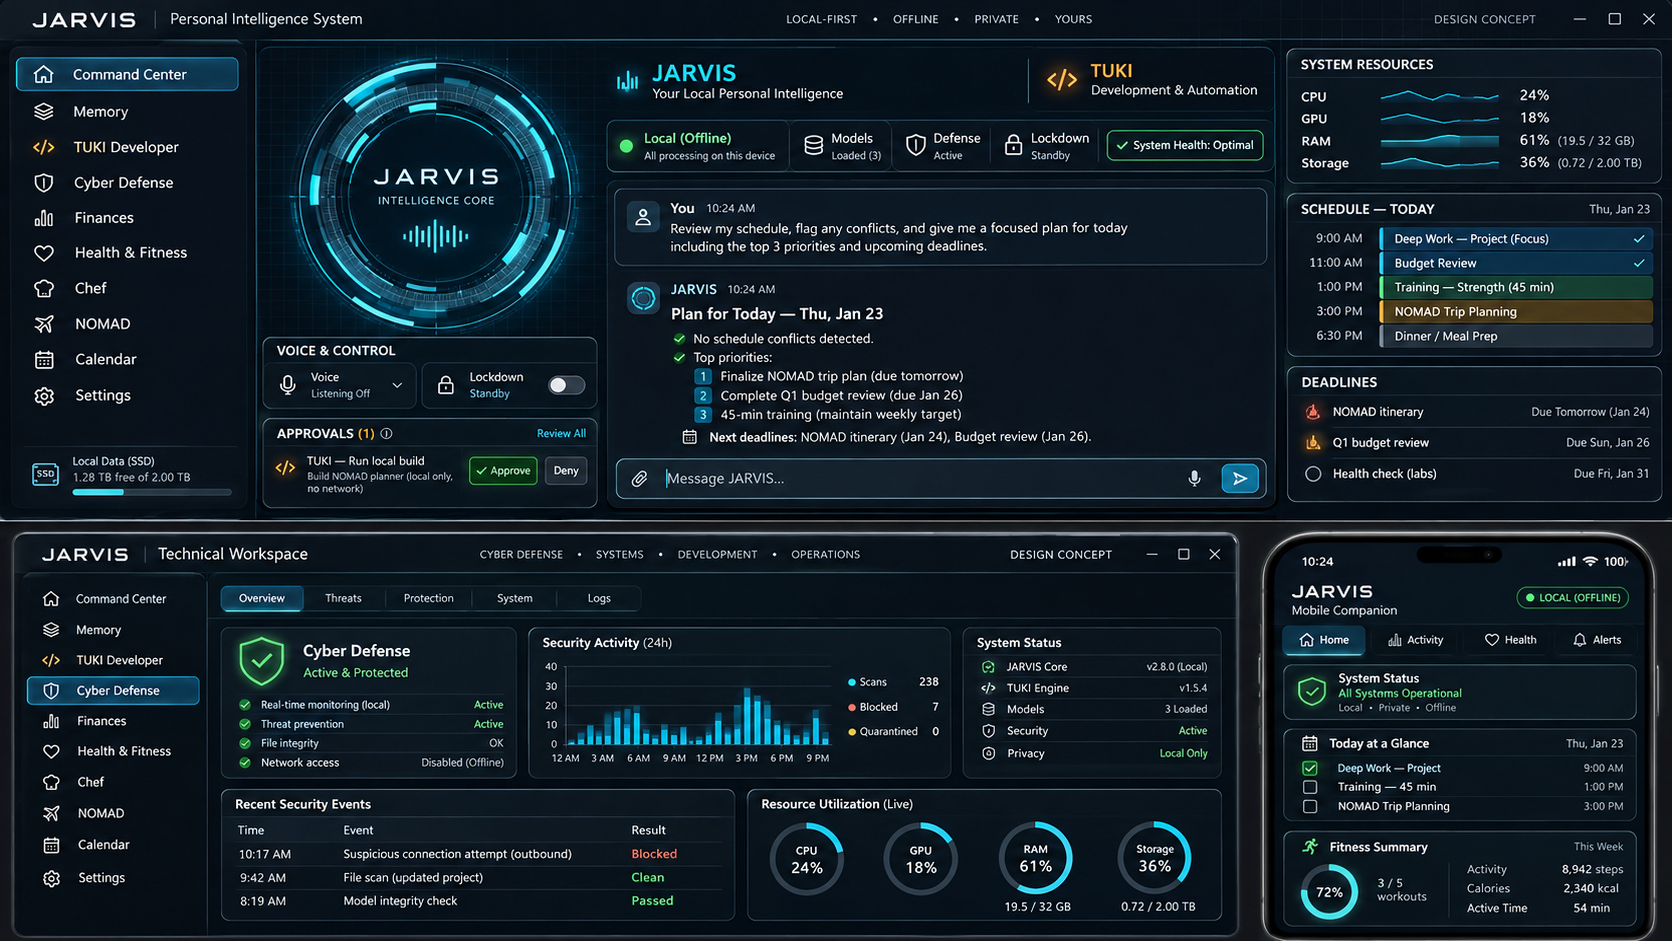 JARVIS
Personal Intelligence System
LOCAL-FIRST • OFFLINE • PRIVATE • YOURS
DESIGN CONCEPT
Command Center
Memory
</> TUKI Developer
Cyber Defense
Finances
Health & Fitness
Chef
NOMAD
Calendar
Settings
SSD
Local Data (SSD)
1.28 TB free of 2.00 TB
JARVIS
INTELLIGENCE CORE
VOICE & CONTROL
Voice
Listening Off
Lockdown
Standby
APPROVALS (1)
Review All
</> TUKI — Run local build
Build NOMAD planner (local only,
no network)
Approve
Deny
JARVIS
Your Local Personal Intelligence
</> TUKI
Development & Automation
Local (Offline)
All processing on this device
Models
Loaded (3)
Defense
Active
Lockdown
Standby
System Health: Optimal
You 10:24 AM
Review my schedule, flag any conflicts, and give me a focused plan for today
including the top 3 priorities and upcoming deadlines.
JARVIS 10:24 AM
Plan for Today — Thu, Jan 23
No schedule conflicts detected.
Top priorities:
1 Finalize NOMAD trip plan (due tomorrow)
2 Complete Q1 budget review (due Jan 26)
3 45-min training (maintain weekly target)
Next deadlines: NOMAD itinerary (Jan 24), Budget review (Jan 26).
Message JARVIS...
SYSTEM RESOURCES
CPU 24%
GPU 18%
RAM 61% (19.5 / 32 GB)
Storage 36% (0.72 / 2.00 TB)
SCHEDULE — TODAY Thu, Jan 23
9:00 AM Deep Work — Project (Focus)
11:00 AM Budget Review
1:00 PM Training — Strength (45 min)
3:00 PM NOMAD Trip Planning
6:30 PM Dinner / Meal Prep
DEADLINES
NOMAD itinerary Due Tomorrow (Jan 24)
Q1 budget review Due Sun, Jan 26
Health check (labs) Due Fri, Jan 31
JARVIS
Technical Workspace
CYBER DEFENSE • SYSTEMS • DEVELOPMENT • OPERATIONS
DESIGN CONCEPT
Command Center
Memory
</> TUKI Developer
Cyber Defense
Finances
Health & Fitness
Chef
NOMAD
Calendar
Settings
Overview
Threats
Protection
System
Logs
Cyber Defense
Active & Protected
Real-time monitoring (local) Active
Threat prevention Active
File integrity OK
Network access Disabled (Offline)
Security Activity (24h)
40
30
20
10
0
12 AM 3 AM 6 AM 9 AM 12 PM 3 PM 6 PM 9 PM
Scans 238
Blocked 7
Quarantined 0
System Status
JARVIS Core v2.8.0 (Local)
</> TUKI Engine v1.5.4
Models 3 Loaded
Security Active
Privacy Local Only
Recent Security Events
Time Event Result
10:17 AM Suspicious connection attempt (outbound) Blocked
9:42 AM File scan (updated project) Clean
8:19 AM Model integrity check Passed
Resource Utilization (Live)
CPU
24%
GPU
18%
RAM
61%
19.5 / 32 GB
Storage
36%
0.72 / 2.00 TB
10:24
100
JARVIS
Mobile Companion
LOCAL (OFFLINE)
Home
Activity
Health
Alerts
System Status
All Systems Operational
Local • Private • Offline
Today at a Glance Thu, Jan 23
Deep Work — Project 9:00 AM
Training — 45 min 1:00 PM
NOMAD Trip Planning 3:00 PM
Fitness Summary This Week
72%
3 / 5
workouts
Activity 8,942 steps
Calories 2,340 kcal
Active Time 54 min